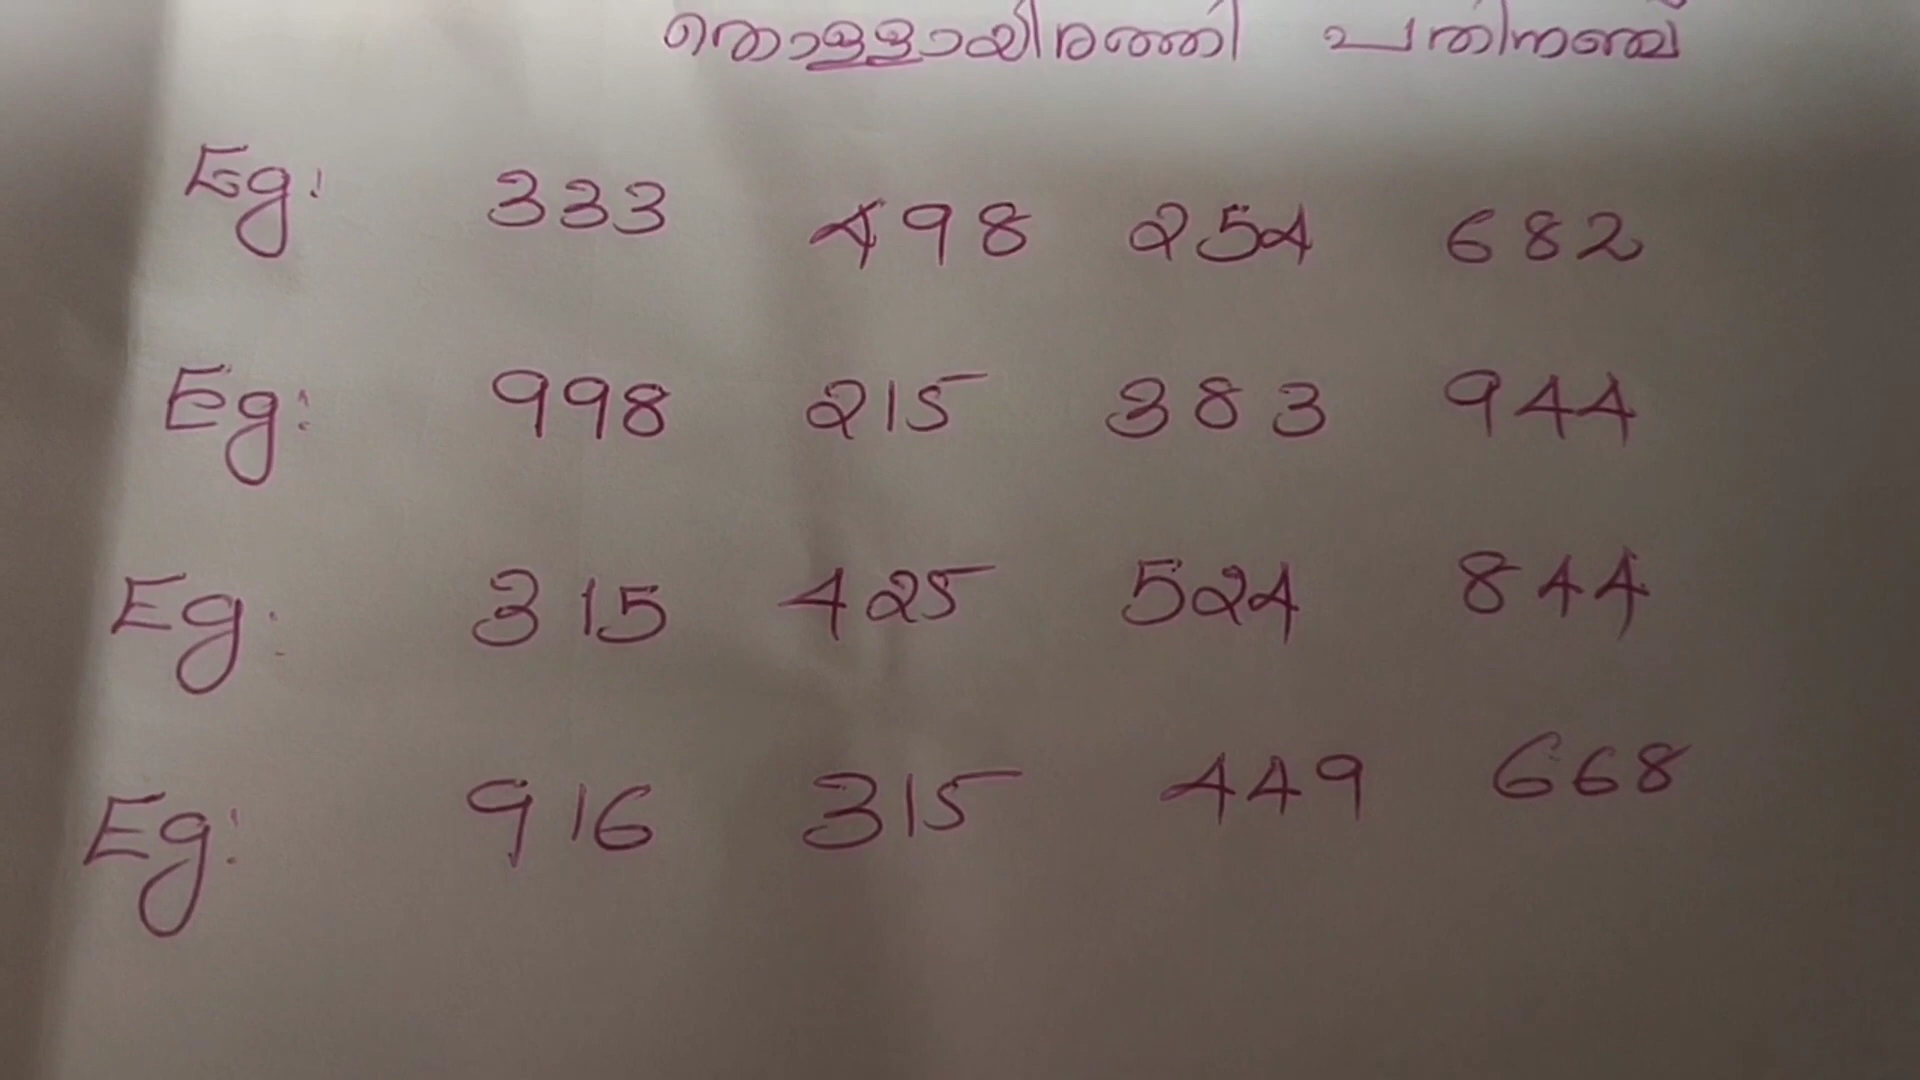 തൊള്ളായിരത്തി പതിനഞ്ച്
Eg: 333 498 254 682
Eg: 998 215 383 944
Eg: 315 425 524 844
Eg: 916 315 449 668